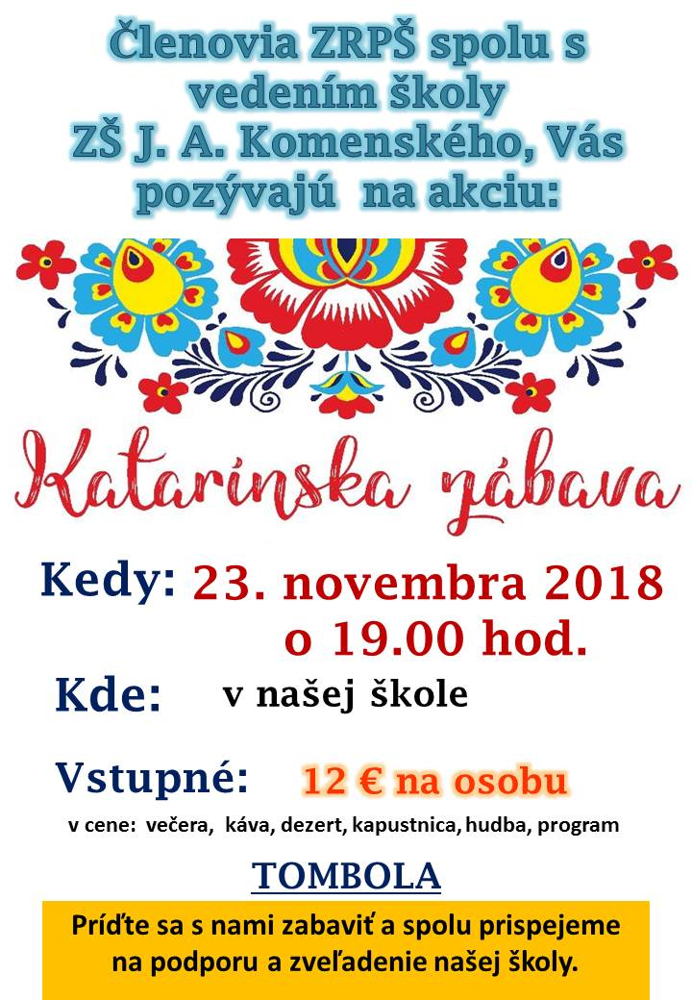 Členovia ZRPŠ spolu s
vedením školy
ZŠ J. A. Komenského, Vás
pozývajú na akciu:
Katarínska zábava
Kedy: 23. novembra 2018
o 19.00 hod.
Kde: v našej škole
Vstupné: 12 € na osobu
v cene: večera, káva, dezert, kapustnica, hudba, program
TOMBOLA
Príďte sa s nami zabaviť a spolu prispejeme
na podporu a zveľadenie našej školy.